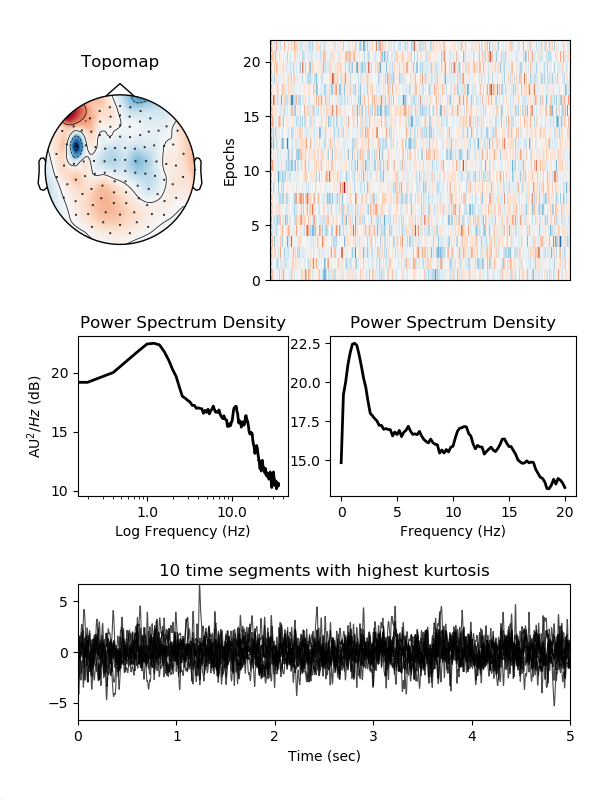 Topomap
Epochs
20
15
10
5
0
Power Spectrum Density
AU²/Hz (dB)
20
15
10
1.0 10.0
Log Frequency (Hz)
Power Spectrum Density
22.5
20.0
17.5
15.0
0 5 10 15 20
Frequency (Hz)
10 time segments with highest kurtosis
5
0
−5
0 1 2 3 4 5
Time (sec)